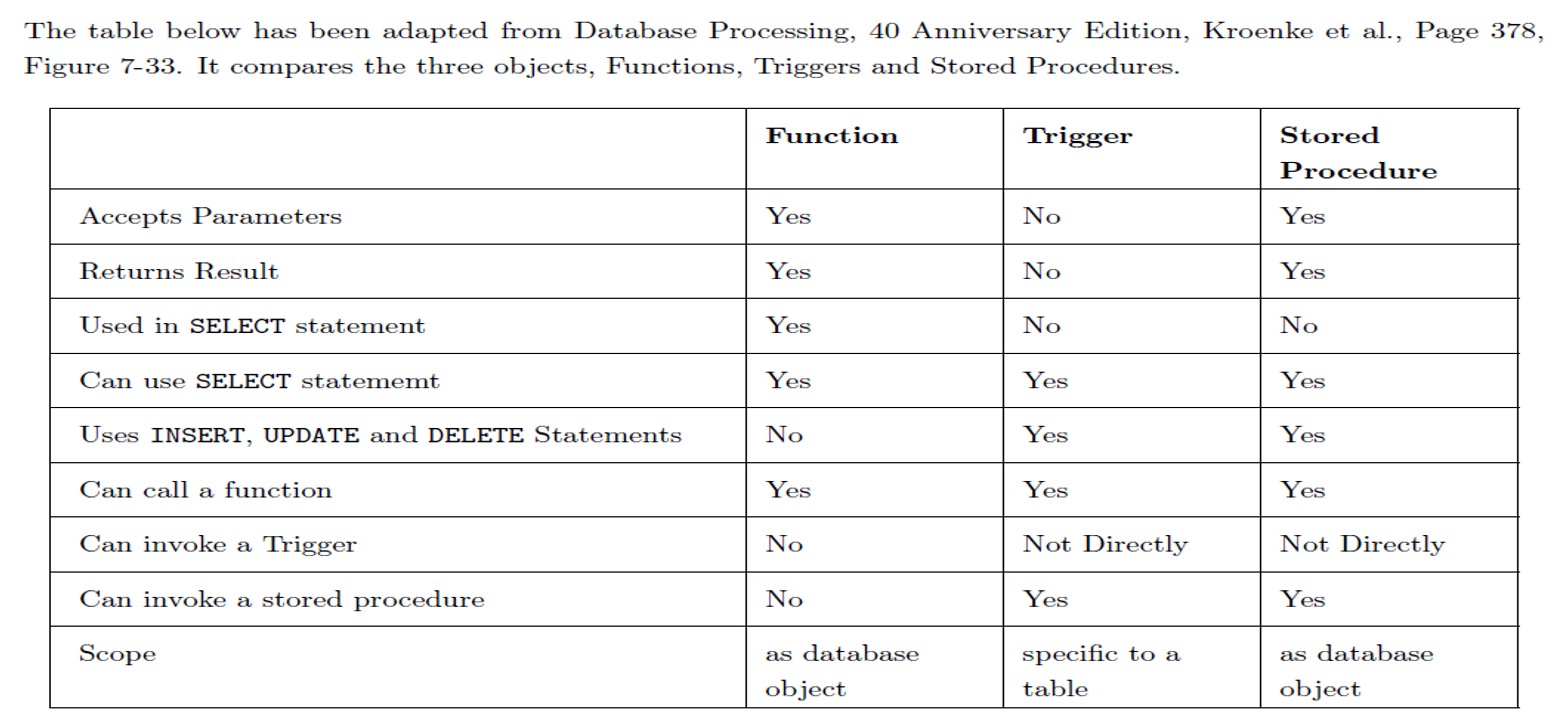 The table below has been adapted from Database Processing, 40 Anniversary Edition, Kroenke et al., Page 378,
Figure 7-33. It compares the three objects, Functions, Triggers and Stored Procedures.
Function Trigger Stored
Procedure
Accepts Parameters Yes No Yes
Returns Result Yes No Yes
Used in SELECT statement Yes No No
Can use SELECT statememt Yes Yes Yes
Uses INSERT, UPDATE and DELETE Statements No Yes Yes
Can call a function Yes Yes Yes
Can invoke a Trigger No Not Directly Not Directly
Can invoke a stored procedure No Yes Yes
Scope as database specific to a as database
object table object